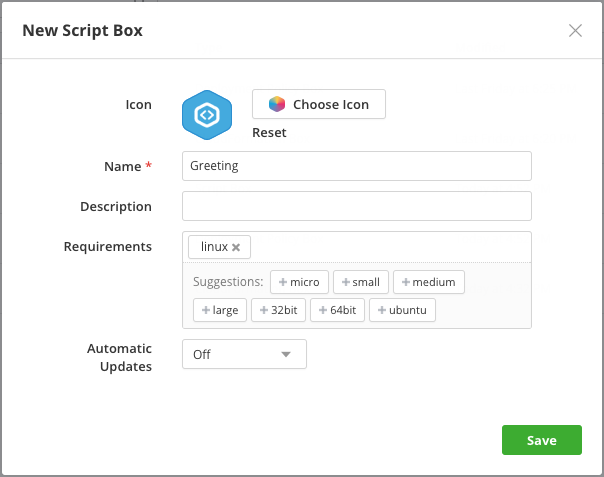 New Script Box
Icon
Choose Icon
Reset
Name *
Greeting
Description
Requirements
linux ×
Suggestions: + micro + small + medium
+ large + 32bit + 64bit + ubuntu
Automatic
Updates
Off
Save